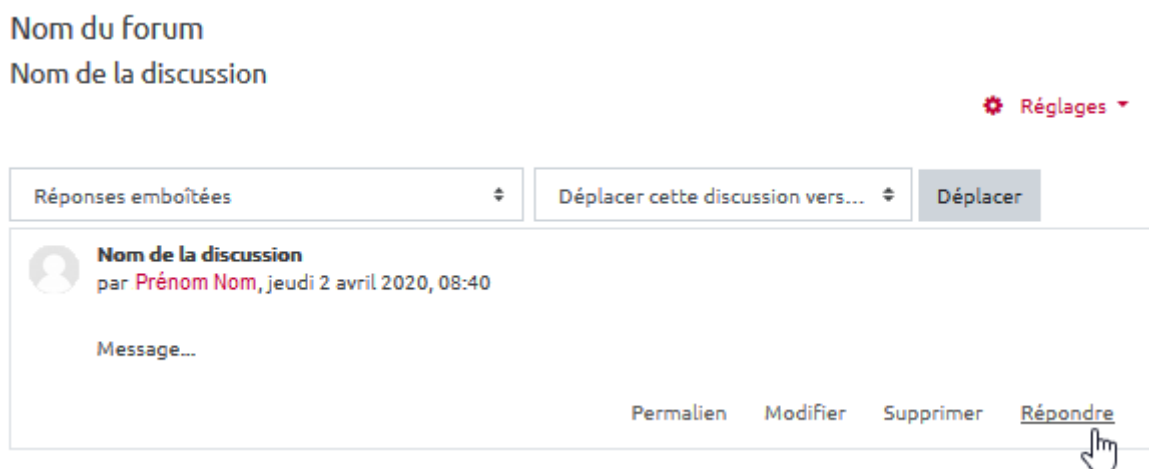 Nom du forum
Nom de la discussion
Réglages
Réponses emboîtées Déplacer cette discussion vers... Déplacer
Nom de la discussion
par Prénom Nom, jeudi 2 avril 2020, 08:40
Message...
Permalien Modifier Supprimer Répondre